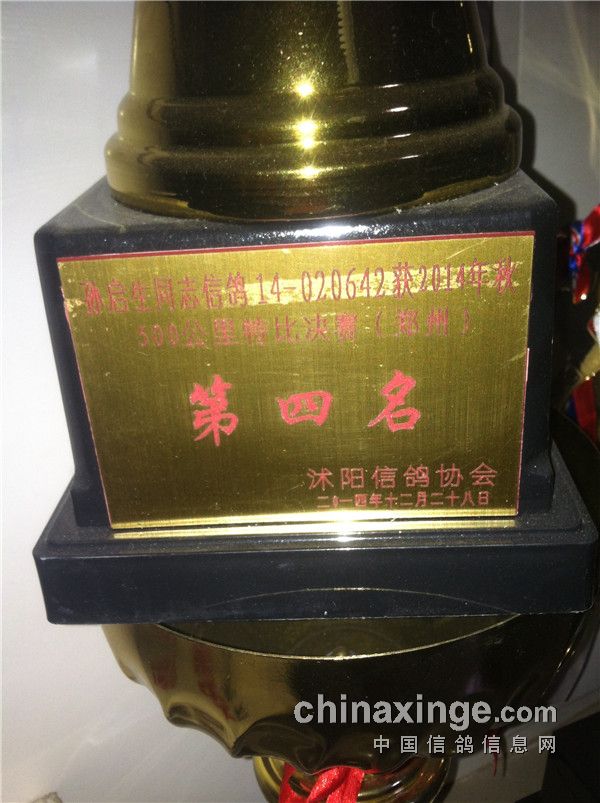 孙启生同志信鸽14-020642获2014年秋
500公里特比决赛（郑州）
第四名
沭阳信鸽协会
二0一四年十二月二十八日
chinaxinge.com
中国信鸽信息网